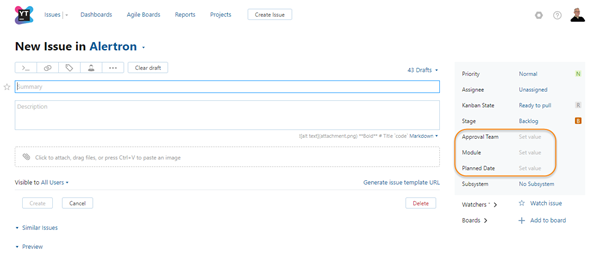 YT
Issues Dashboards Agile Boards Reports Projects Create Issue
New Issue in Alertron
Clear draft
43 Drafts
Summary
Description
![alt text](attachment.png) **Bold** # Title `code` Markdown
Click to attach, drag files, or press Ctrl+V to paste an image
Visible to All Users
Generate issue template URL
Create Cancel Delete
Similar Issues
Preview
Priority Normal N
Assignee Unassigned
Kanban State Ready to pull R
Stage Backlog B
Approval Team Set value
Module Set value
Planned Date Set value
Subsystem No Subsystem
Watchers Watch issue
Boards Add to board